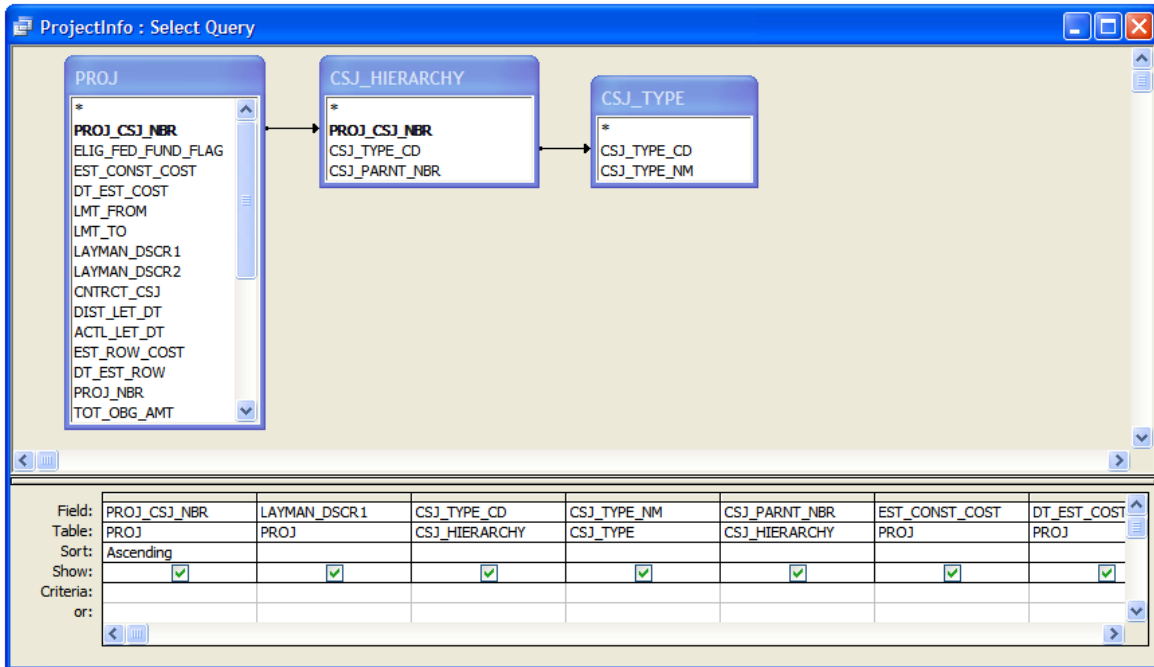 ProjectInfo : Select Query
PROJ
*
PROJ_CSJ_NBR
ELIG_FED_FUND_FLAG
EST_CONST_COST
DT_EST_COST
LMT_FROM
LMT_TO
LAYMAN_DSCR1
LAYMAN_DSCR2
CNTRCT_CSJ
DIST_LET_DT
ACTL_LET_DT
EST_ROW_COST
DT_EST_ROW
PROJ_NBR
TOT_OBG_AMT
CSJ_HIERARCHY
*
PROJ_CSJ_NBR
CSJ_TYPE_CD
CSJ_PARNT_NBR
CSJ_TYPE
*
CSJ_TYPE_CD
CSJ_TYPE_NM
Field: PROJ_CSJ_NBR LAYMAN_DSCR1 CSJ_TYPE_CD CSJ_TYPE_NM CSJ_PARNT_NBR EST_CONST_COST DT_EST_COST
Table: PROJ PROJ CSJ_HIERARCHY CSJ_TYPE CSJ_HIERARCHY PROJ PROJ
Sort: Ascending
Show:
Criteria:
or: